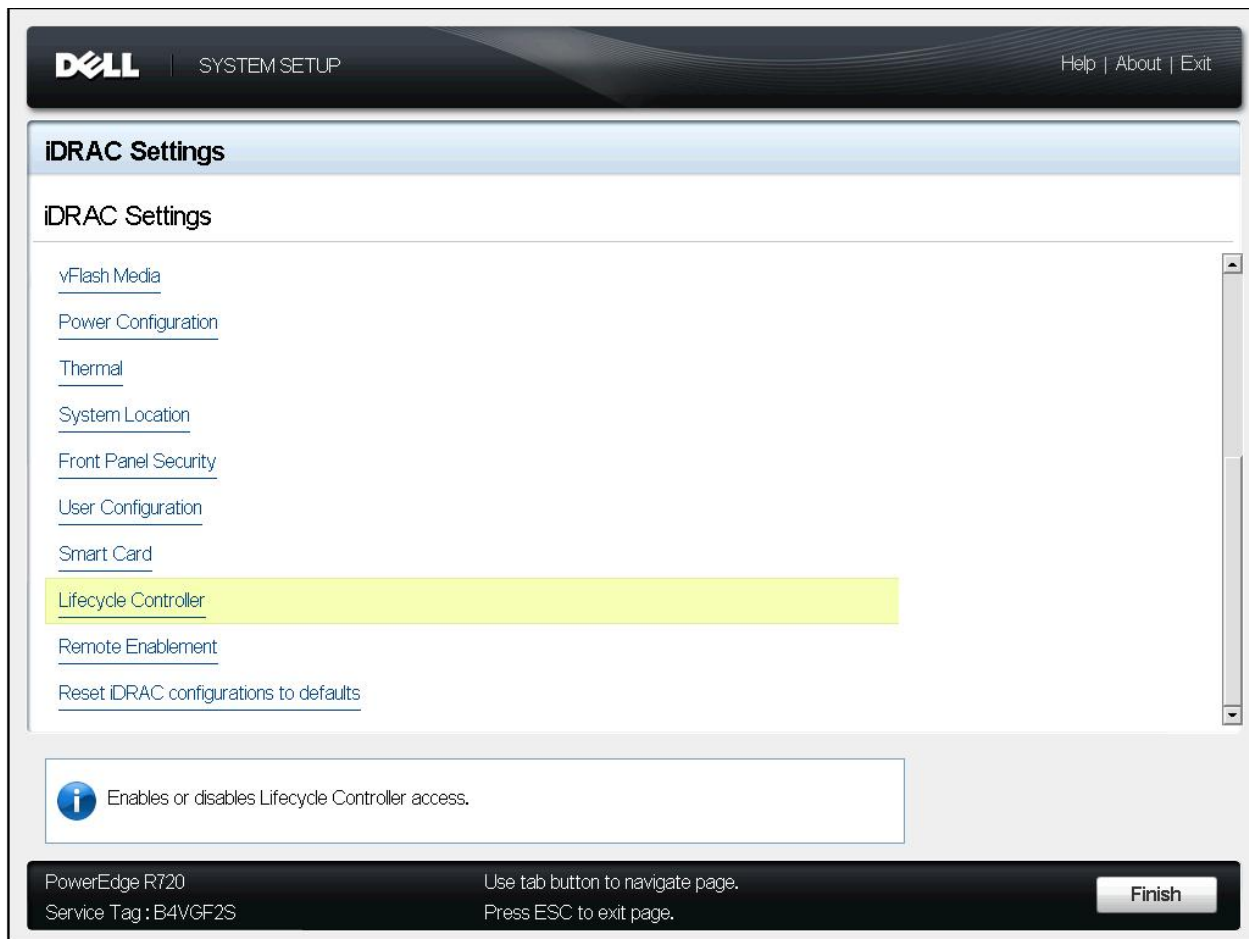 DELL
SYSTEM SETUP
Help | About | Exit
iDRAC Settings
iDRAC Settings
vFlash Media
Power Configuration
Thermal
System Location
Front Panel Security
User Configuration
Smart Card
Lifecycle Controller
Remote Enablement
Reset iDRAC configurations to defaults
Enables or disables Lifecycle Controller access.
PowerEdge R720
Service Tag : B4VGF2S
Use tab button to navigate page.
Press ESC to exit page.
Finish